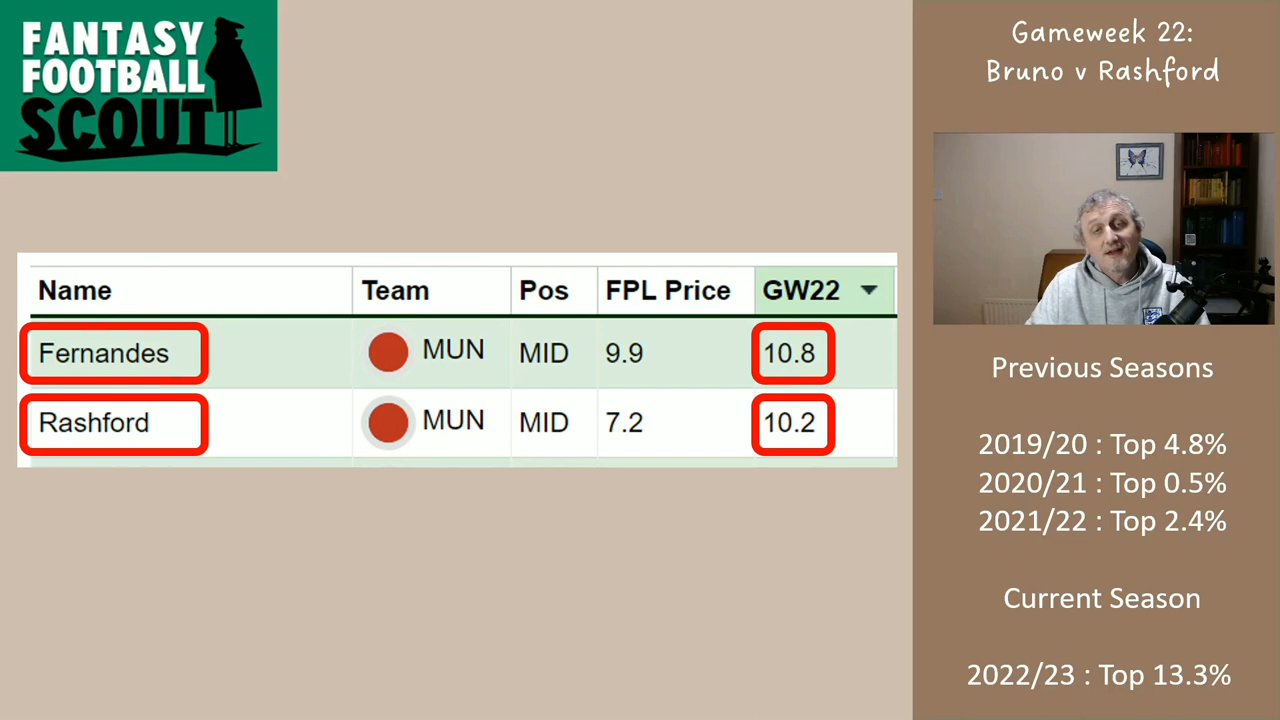 FANTASY
FOOTBALL
SCOUT
Gameweek 22:
Bruno v Rashford
Name Team Pos FPL Price GW22
Fernandes MUN MID 9.9 10.8
Rashford MUN MID 7.2 10.2
Previous Seasons
2019/20 : Top 4.8%
2020/21 : Top 0.5%
2021/22 : Top 2.4%
Current Season
2022/23 : Top 13.3%